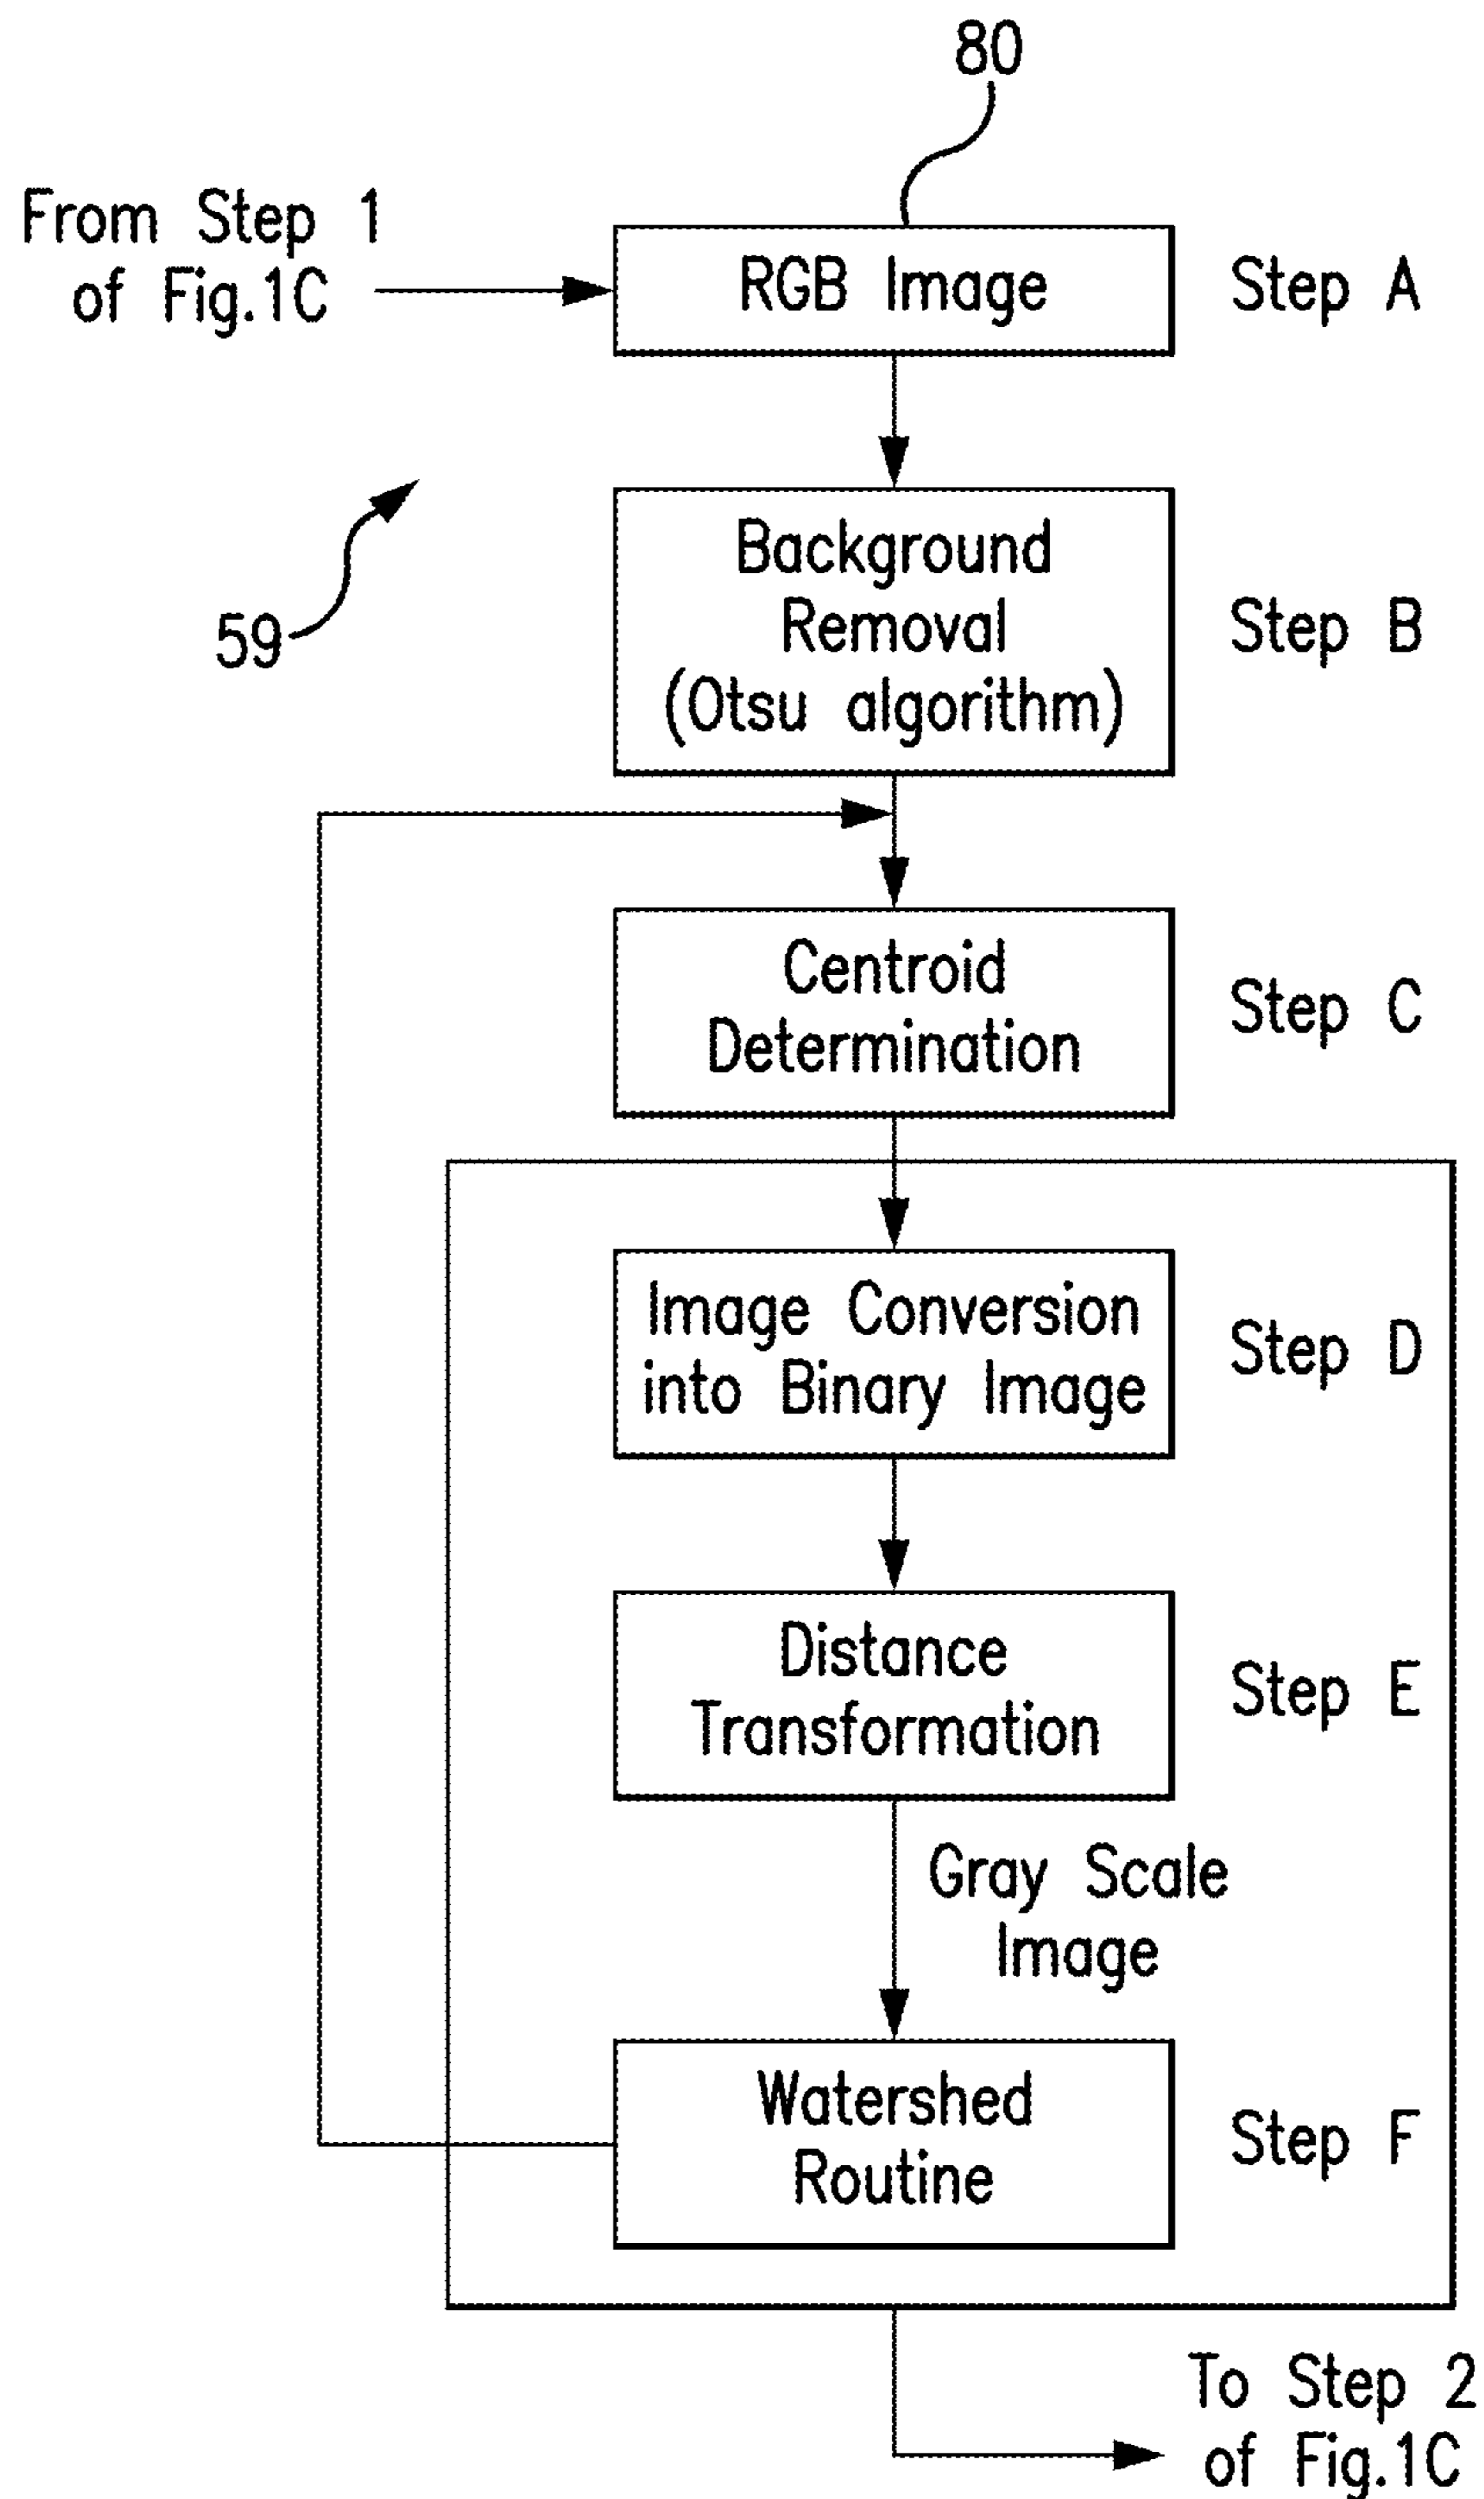 80
From Step 1
of Fig.1C
RGB Image
Step A
Background
Removal
(Otsu algorithm)
Step B
59
Centroid
Determination
Step C
Image Conversion
into Binary Image
Step D
Distance
Transformation
Step E
Gray Scale
Image
Watershed
Routine
Step F
To Step 2
of Fig.1C